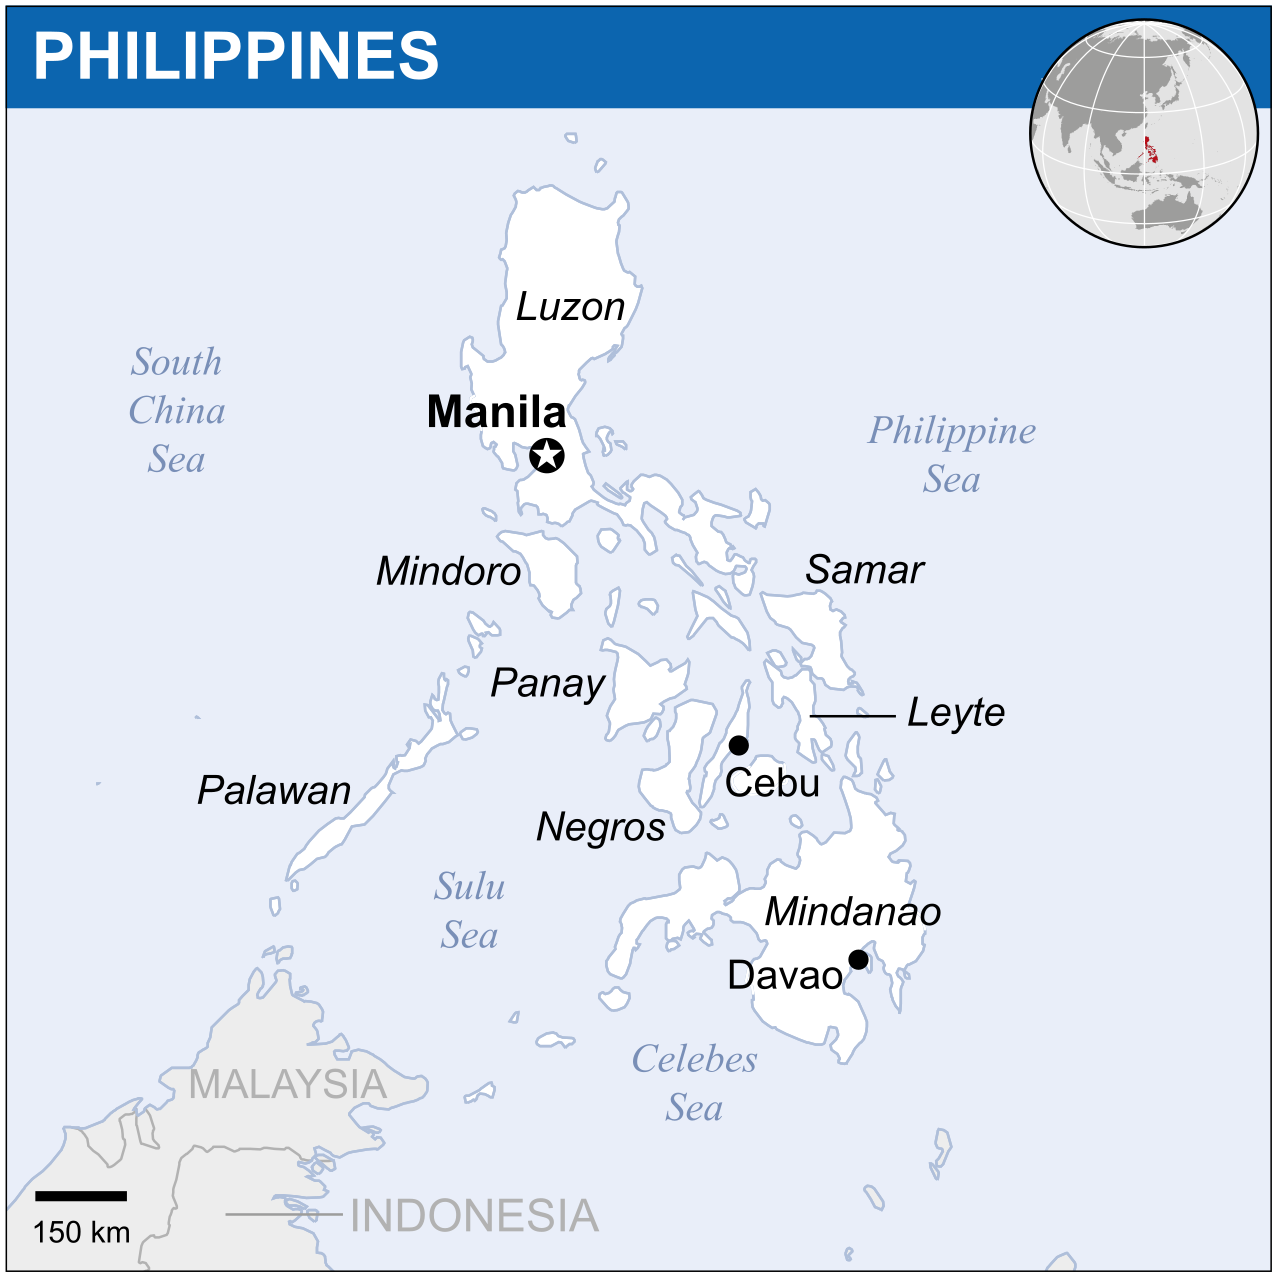 PHILIPPINES
Luzon
South
China
Sea
Manila
Philippine
Sea
Mindoro
Samar
Panay
Leyte
Palawan
Cebu
Negros
Sulu
Sea
Mindanao
Davao
Celebes
Sea
MALAYSIA
INDONESIA
150 km